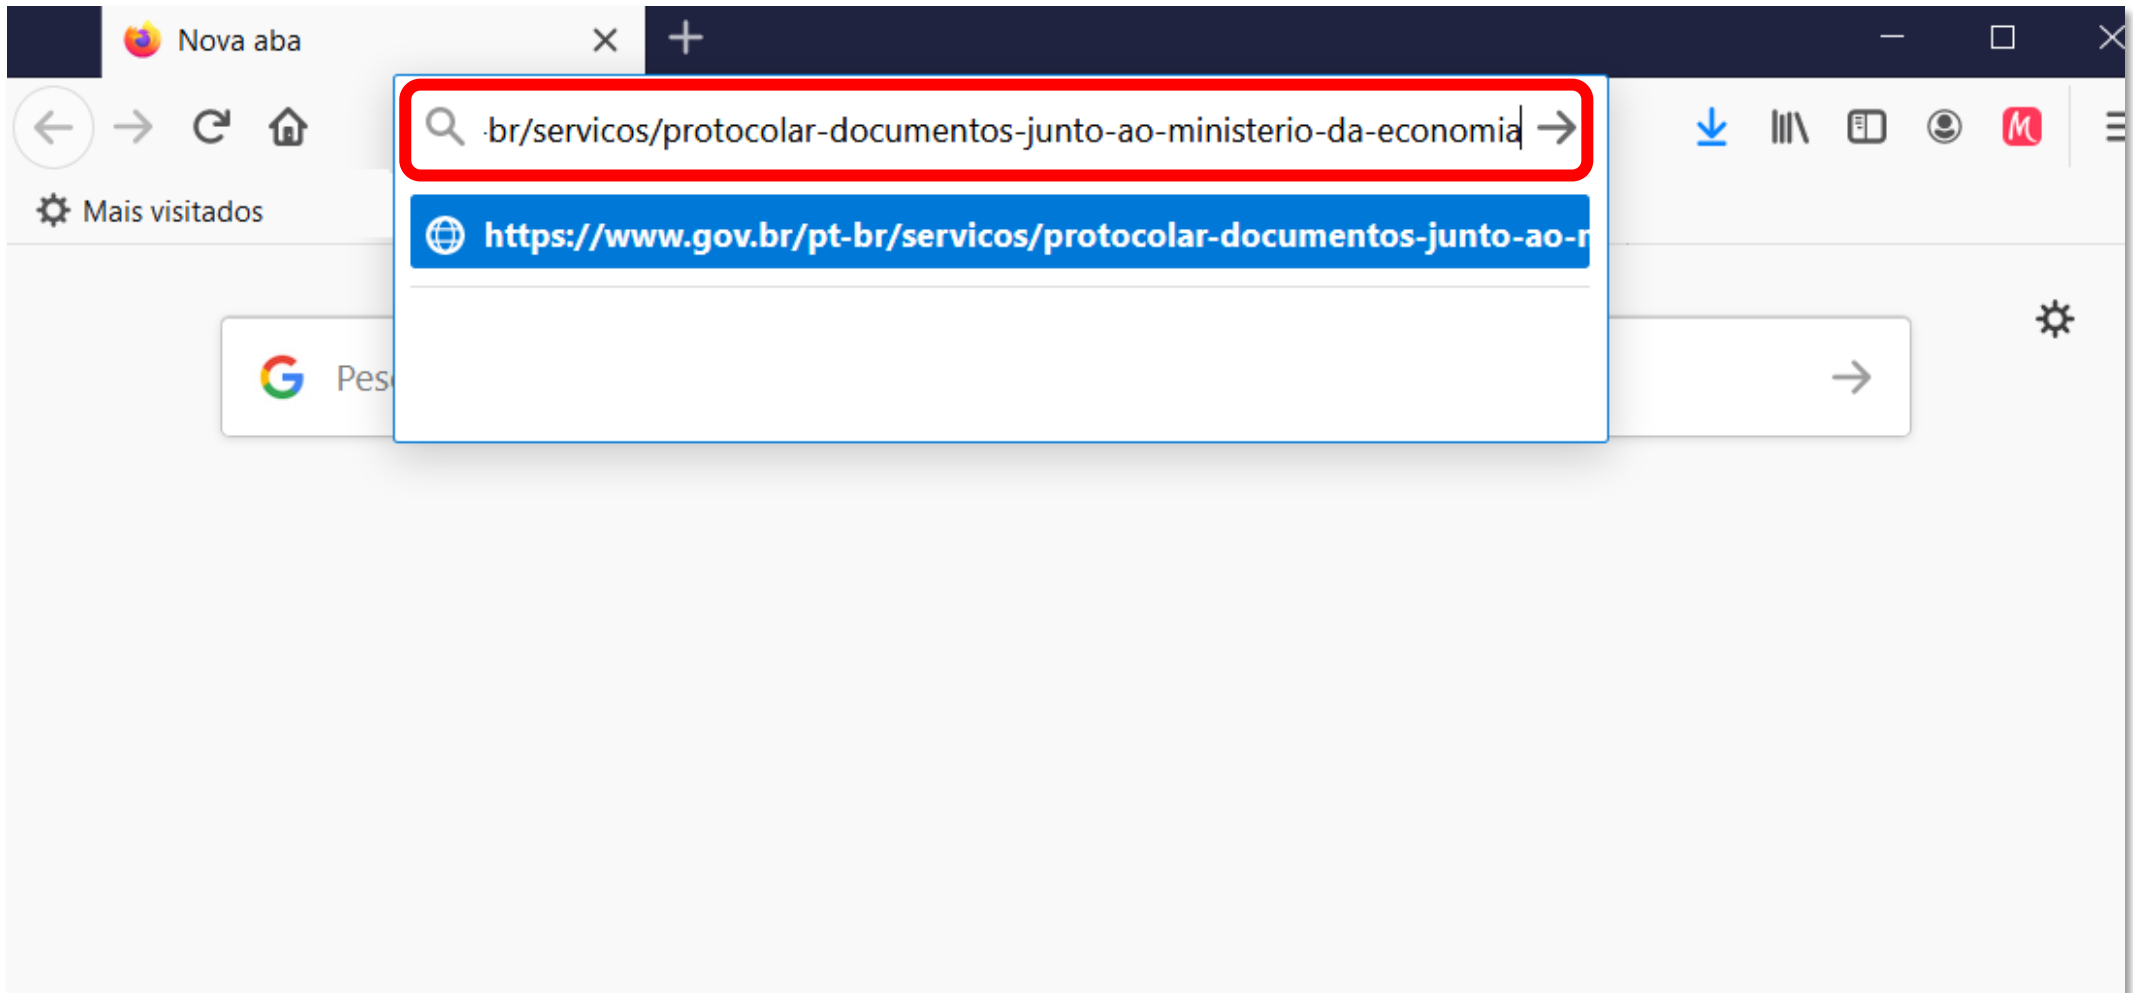 Nova aba
-br/servicos/protocolar-documentos-junto-ao-ministerio-da-economia
Mais visitados
https://www.gov.br/pt-br/servicos/protocolar-documentos-junto-ao-
Pes